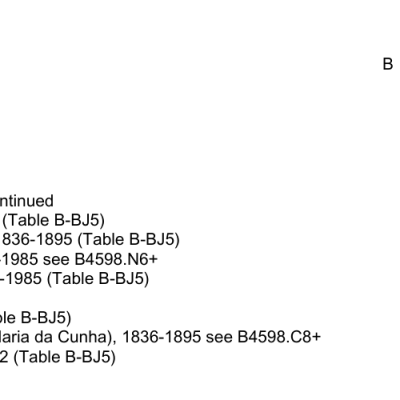 B
ntinued
(Table B-BJ5)
836-1895 (Table B-BJ5)
-1985 see B4598.N6+
-1985 (Table B-BJ5)
ble B-BJ5)
Maria da Cunha), 1836-1895 see B4598.C8+
2 (Table B-BJ5)